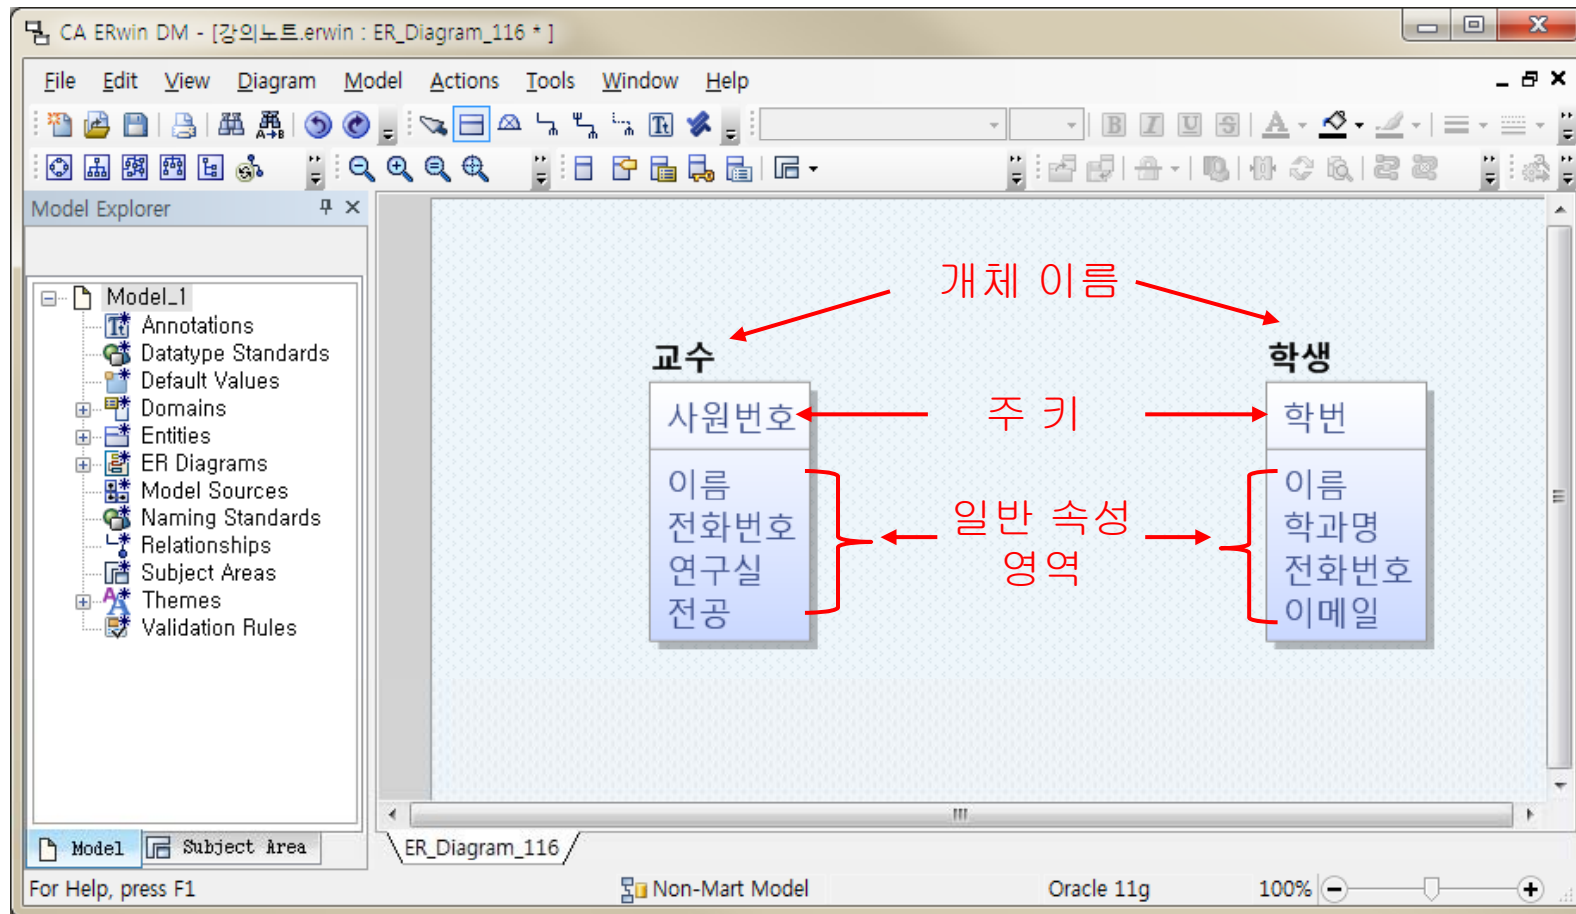 CA ERwin DM - [강의노트.erwin : ER_Diagram_116 * ]
File Edit View Diagram Model Actions Tools Window Help
Model Explorer
Model_1
Annotations
Datatype Standards
Default Values
Domains
Entities
ER Diagrams
Model Sources
Naming Standards
Relationships
Subject Areas
Themes
Validation Rules
개체 이름
교수
학생
사원번호
주 키
학번
이름
전화번호
연구실
전공
일반 속성
영역
이름
학과명
전화번호
이메일
Model
Subject Area
ER_Diagram_116
For Help, press F1
Non-Mart Model
Oracle 11g
100%